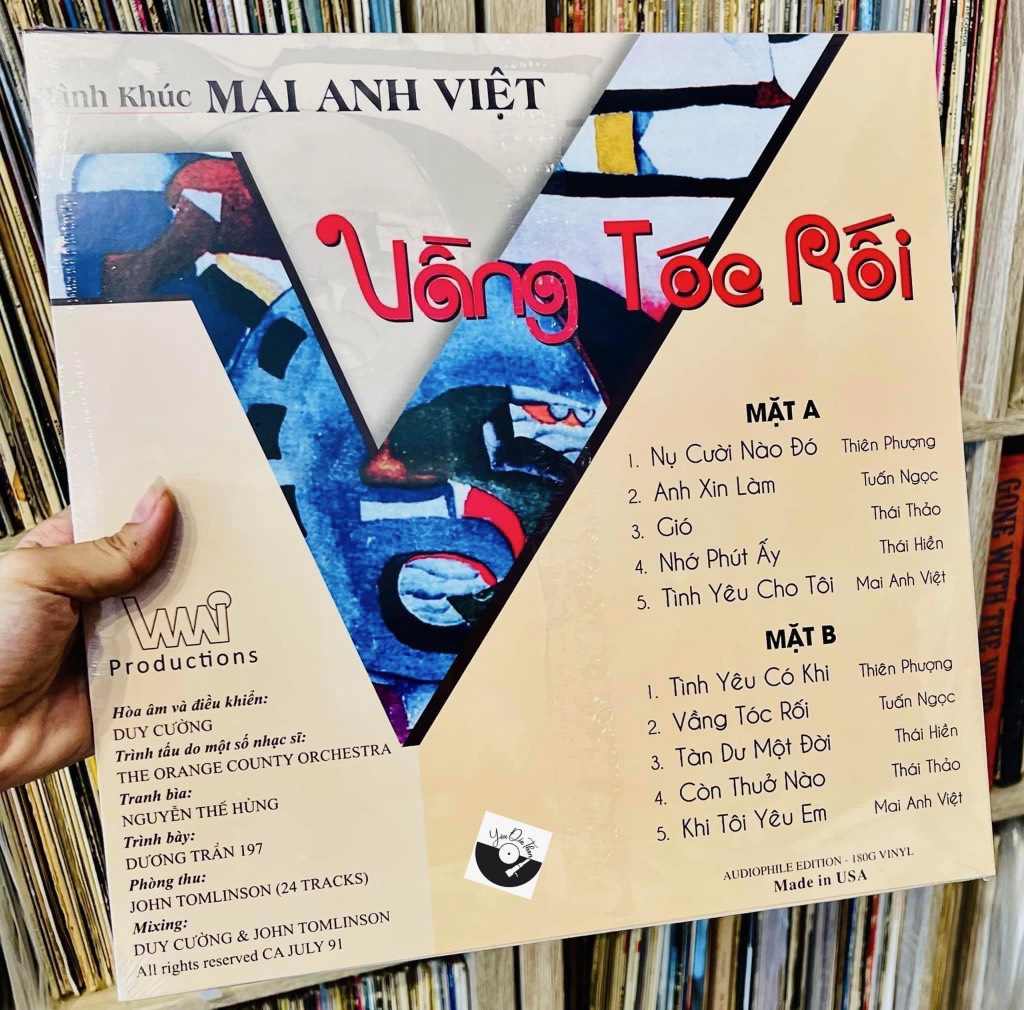 Tình Khúc MAI ANH VIỆT
Vầng Tóc Rối
MẶT A
1. Nụ Cười Nào Đó Thiên Phượng
2. Anh Xin Làm Tuấn Ngọc
3. Gió Thái Thảo
4. Nhớ Phút Ấy Thái Hiền
5. Tình Yêu Cho Tôi Mai Anh Việt
MẶT B
1. Tình Yêu Có Khi Thiên Phượng
2. Vầng Tóc Rối Tuấn Ngọc
3. Tàn Dư Một Đời Thái Hiền
4. Còn Thuở Nào Thái Thảo
5. Khi Tôi Yêu Em Mai Anh Việt
VMAI
Productions
Hòa âm và điều khiển:
DUY CƯỜNG
Trình tấu do một số nhạc sĩ:
THE ORANGE COUNTY ORCHESTRA
Tranh bìa:
NGUYỄN THẾ HÙNG
Trình bày:
DƯƠNG TRẦN 197
Phòng thu:
JOHN TOMLINSON (24 TRACKS)
Mixing:
DUY CƯỜNG & JOHN TOMLINSON
All rights reserved CA JULY 91
Yêu Dĩa Than
AUDIOPHILE EDITION - 180G VINYL
Made in USA
GONE WITH THE WIND